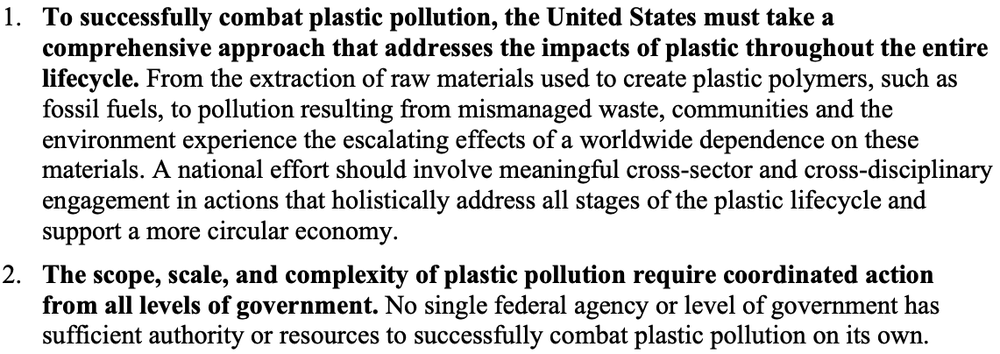 1. To successfully combat plastic pollution, the United States must take a
comprehensive approach that addresses the impacts of plastic throughout the entire
lifecycle. From the extraction of raw materials used to create plastic polymers, such as
fossil fuels, to pollution resulting from mismanaged waste, communities and the
environment experience the escalating effects of a worldwide dependence on these
materials. A national effort should involve meaningful cross-sector and cross-disciplinary
engagement in actions that holistically address all stages of the plastic lifecycle and
support a more circular economy.
2. The scope, scale, and complexity of plastic pollution require coordinated action
from all levels of government. No single federal agency or level of government has
sufficient authority or resources to successfully combat plastic pollution on its own.